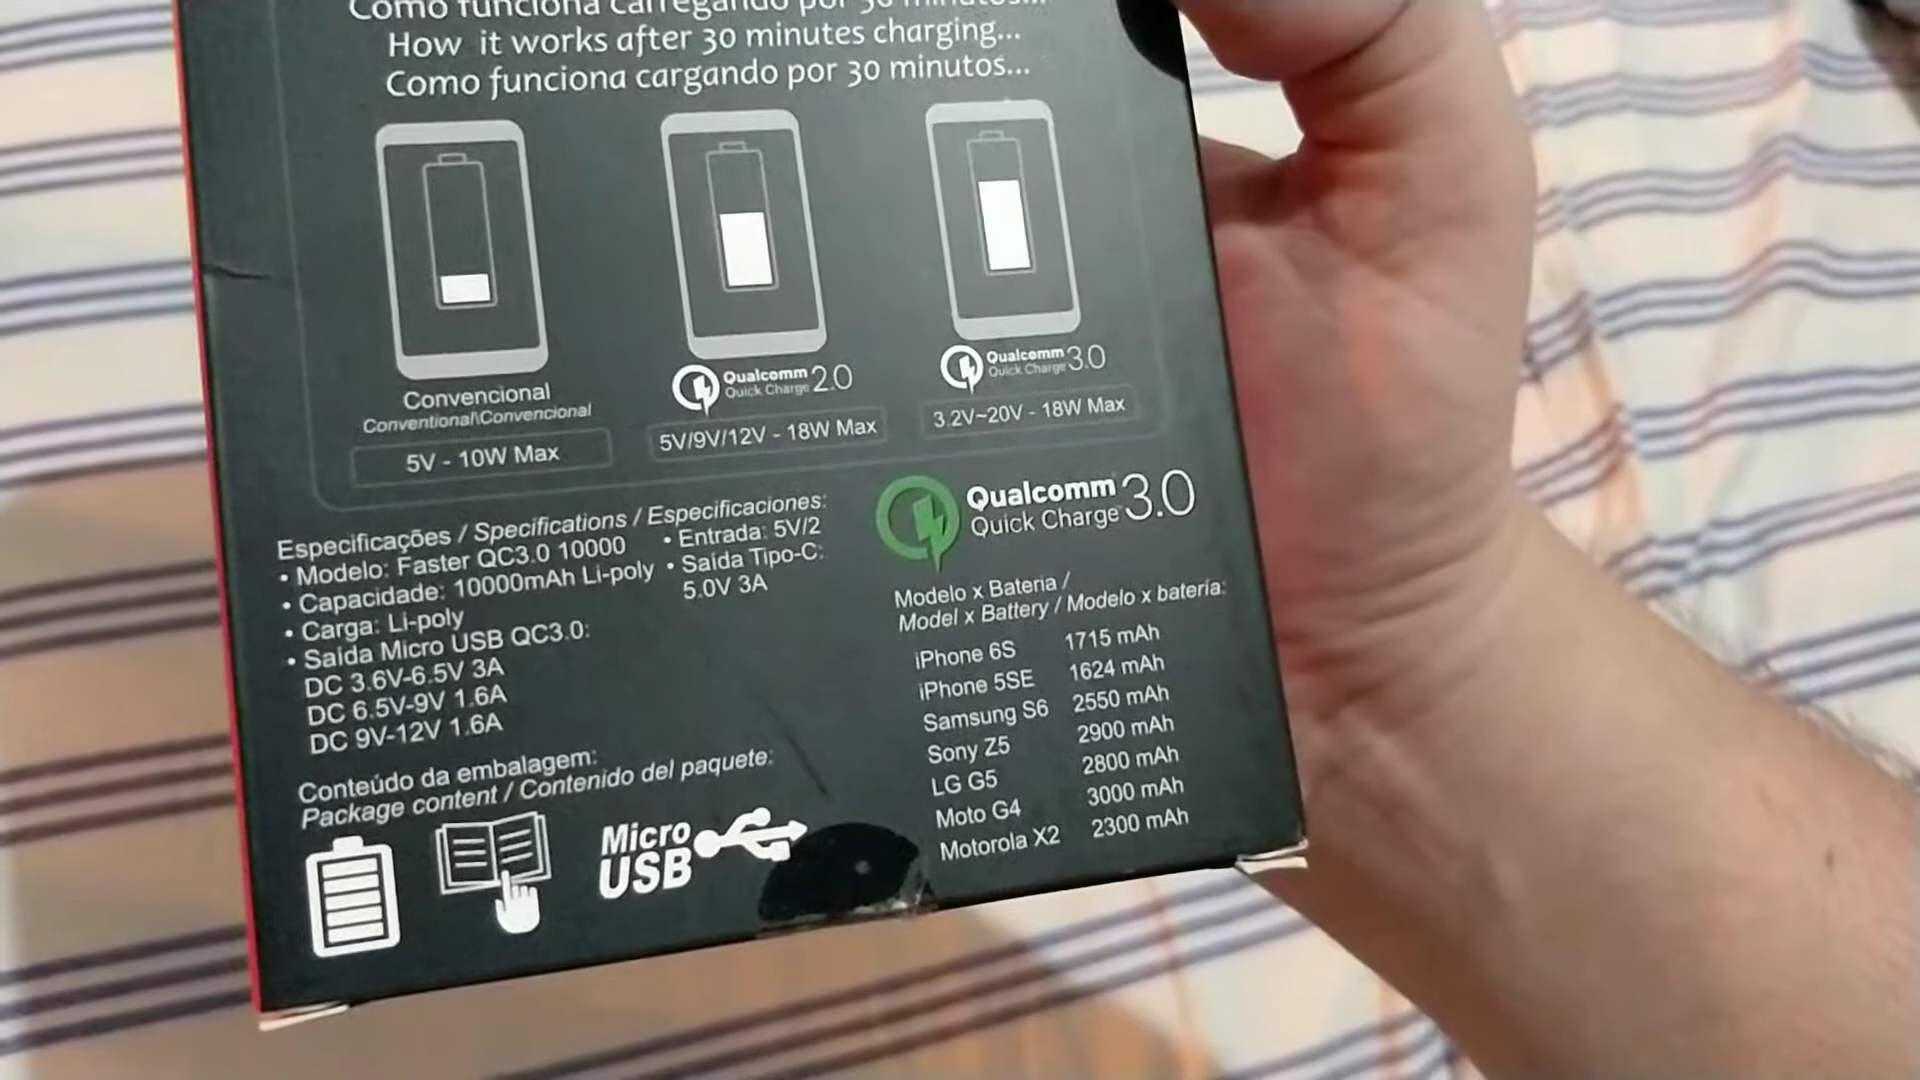 Como funciona carregando por 30 minutos...
How it works after 30 minutes charging...
Como funciona cargando por 30 minutos...
Convencional
Conventional\Convencional
5V - 10W Max
Qualcomm
Quick Charge 2.0
5V/9V/12V - 18W Max
Qualcomm
Quick Charge 3.0
3.2V~20V - 18W Max
Especificações / Specifications / Especificaciones:
• Modelo: Faster QC3.0 10000
• Capacidade: 10000mAh Li-poly
• Carga: Li-poly
• Saída Micro USB QC3.0:
DC 3.6V-6.5V 3A
DC 6.5V-9V 1.6A
DC 9V-12V 1.6A
• Entrada: 5V/2
• Saída Tipo-C:
5.0V 3A
Qualcomm
Quick Charge 3.0
Modelo x Bateria /
Model x Battery / Modelo x batería:
iPhone 6S 1715 mAh
iPhone 5SE 1624 mAh
Samsung S6 2550 mAh
Sony Z5 2900 mAh
LG G5 2800 mAh
Moto G4 3000 mAh
Motorola X2 2300 mAh
Conteúdo da embalagem:
Package content / Contenido del paquete:
Micro
USB